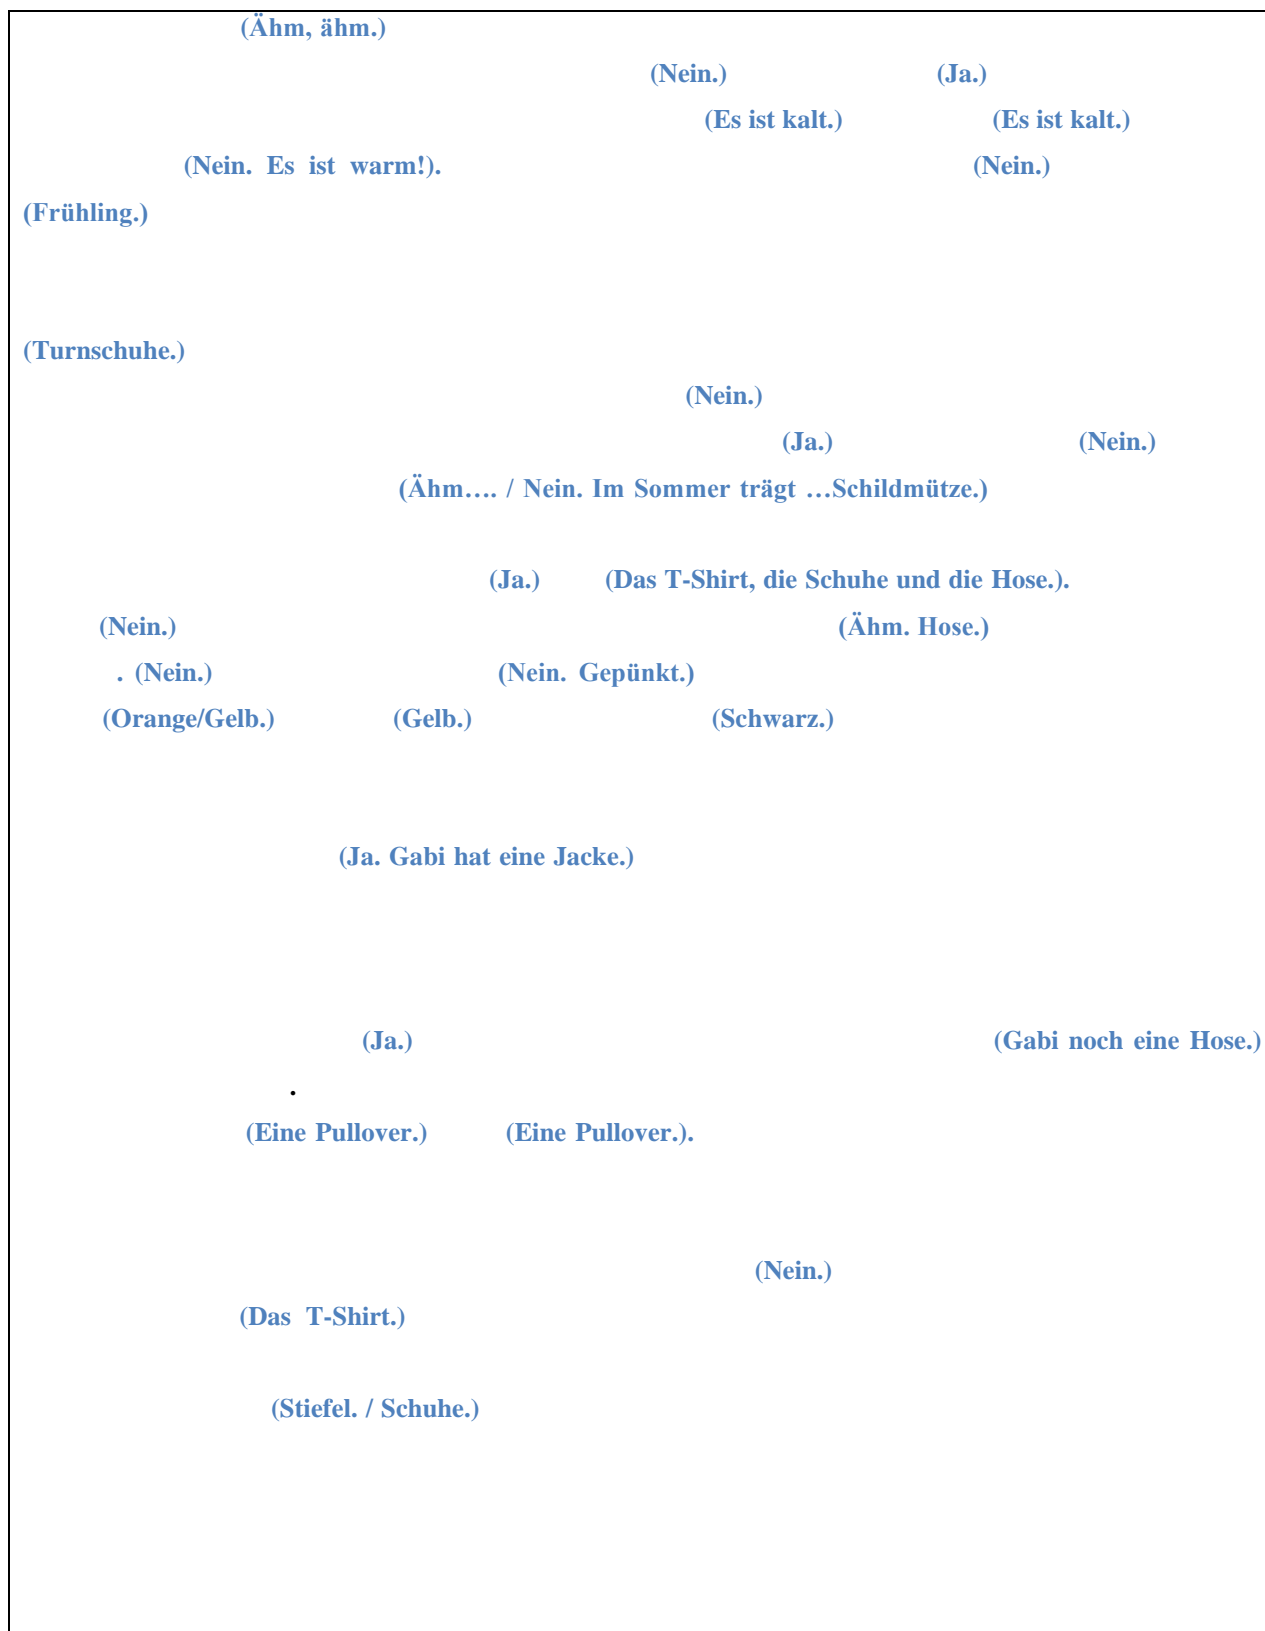 (Ähm, ähm.)
(Nein.) (Ja.)
(Es ist kalt.) (Es ist kalt.)
(Nein. Es ist warm!). (Nein.)
(Frühling.)
(Turnschuhe.)
(Nein.)
(Ja.) (Nein.)
(Ähm…. / Nein. Im Sommer trägt …Schildmütze.)
(Ja.) (Das T-Shirt, die Schuhe und die Hose.).
(Nein.) (Ähm. Hose.)
. (Nein.) (Nein. Gepünkt.)
(Orange/Gelb.) (Gelb.) (Schwarz.)
(Ja. Gabi hat eine Jacke.)
(Ja.) (Gabi noch eine Hose.)
.
(Eine Pullover.) (Eine Pullover.).
(Nein.)
(Das T-Shirt.)
(Stiefel. / Schuhe.)